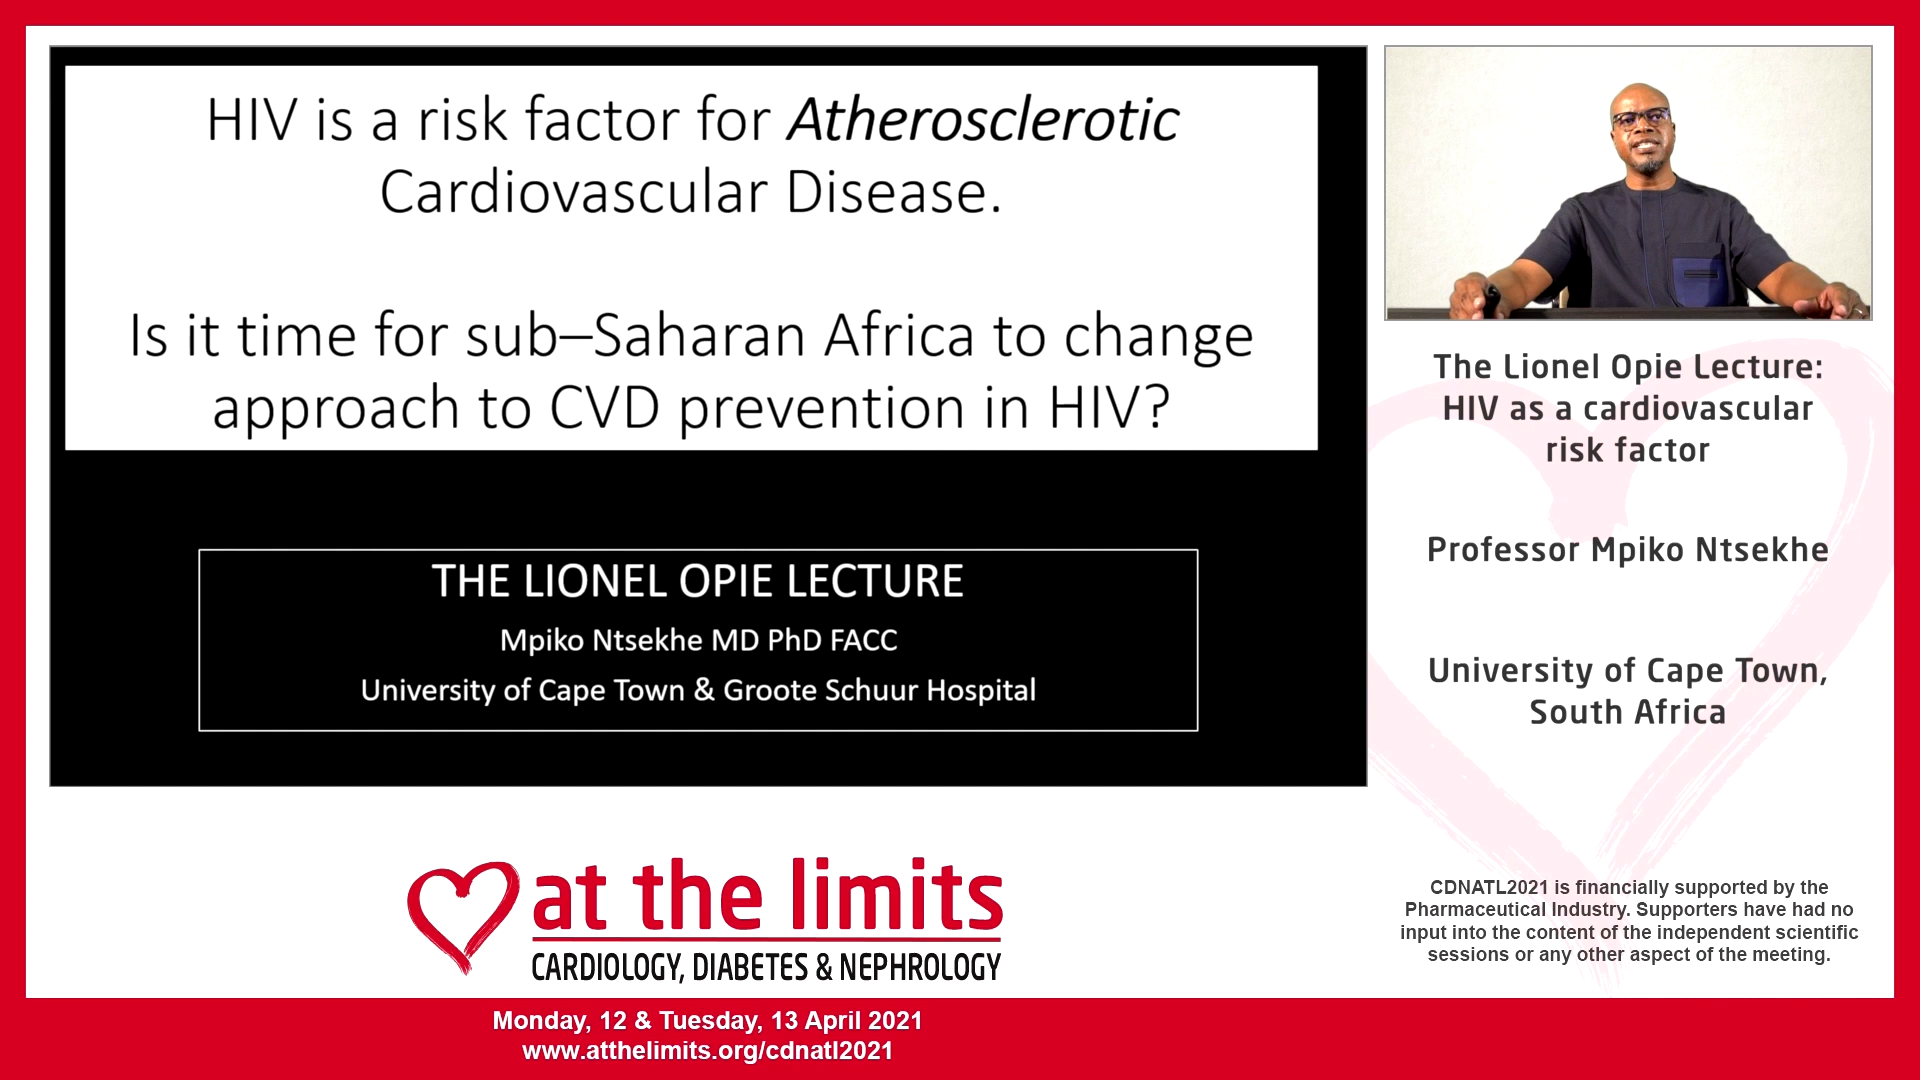 HIV is a risk factor for Atherosclerotic
Cardiovascular Disease.
Is it time for sub–Saharan Africa to change
approach to CVD prevention in HIV?
THE LIONEL OPIE LECTURE
Mpiko Ntsekhe MD PhD FACC
University of Cape Town & Groote Schuur Hospital
The Lionel Opie Lecture:
HIV as a cardiovascular
risk factor
Professor Mpiko Ntsekhe
University of Cape Town,
South Africa
at the limits
CARDIOLOGY, DIABETES & NEPHROLOGY
CDNATL2021 is financially supported by the
Pharmaceutical Industry. Supporters have had no
input into the content of the independent scientific
sessions or any other aspect of the meeting.
Monday, 12 & Tuesday, 13 April 2021
www.atthelimits.org/cdnatl2021